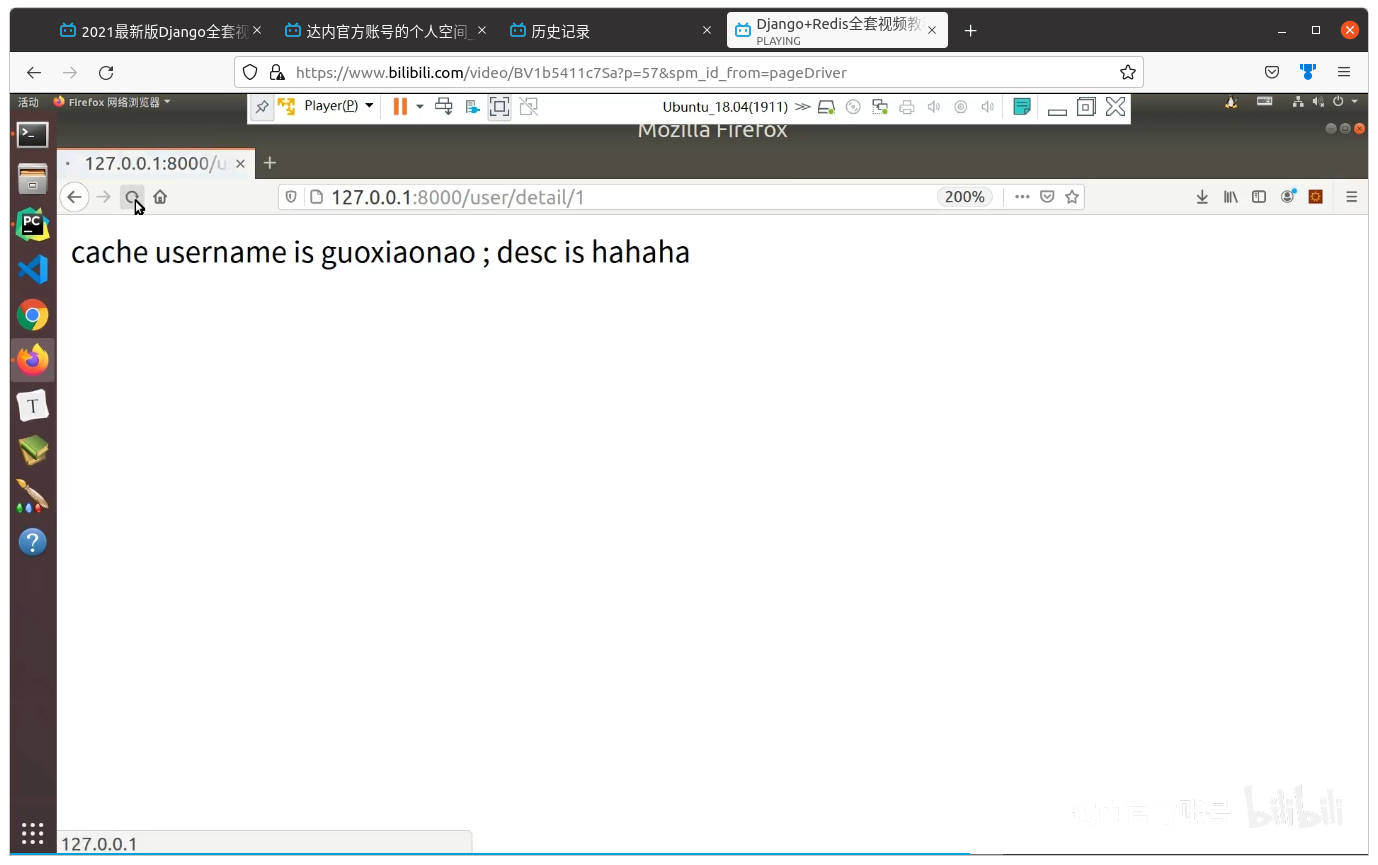 2021最新版Django全套视
达内官方账号的个人空间_
历史记录
Django+Redis全套视频教
PLAYING
https://www.bilibili.com/video/BV1b5411c7Sa?p=57&spm_id_from=pageDriver
活动
Firefox 网络浏览器
Player(P)
Ubuntu_18.04(1911)
Mozilla Firefox
127.0.0.1:8000/u
127.0.0.1:8000/user/detail/1
200%
cache username is guoxiaonao ; desc is hahaha
PC
T
?
达内官方账号
bilibili
127.0.0.1